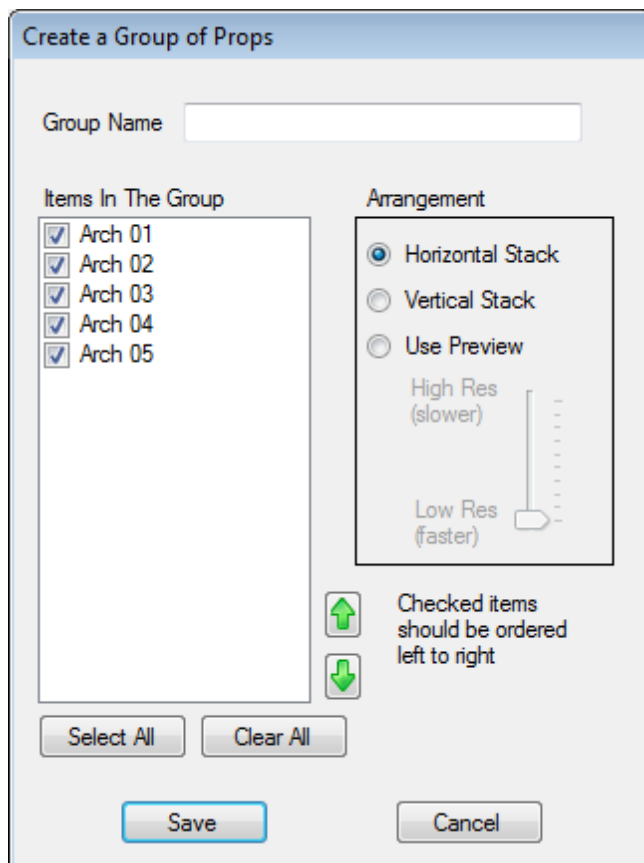 Create a Group of Props
Group Name
Items In The Group
Arch 01
Arch 02
Arch 03
Arch 04
Arch 05
Select All
Clear All
Arrangement
Horizontal Stack
Vertical Stack
Use Preview
High Res
(slower)
Low Res
(faster)
Checked items
should be ordered
left to right
Save
Cancel